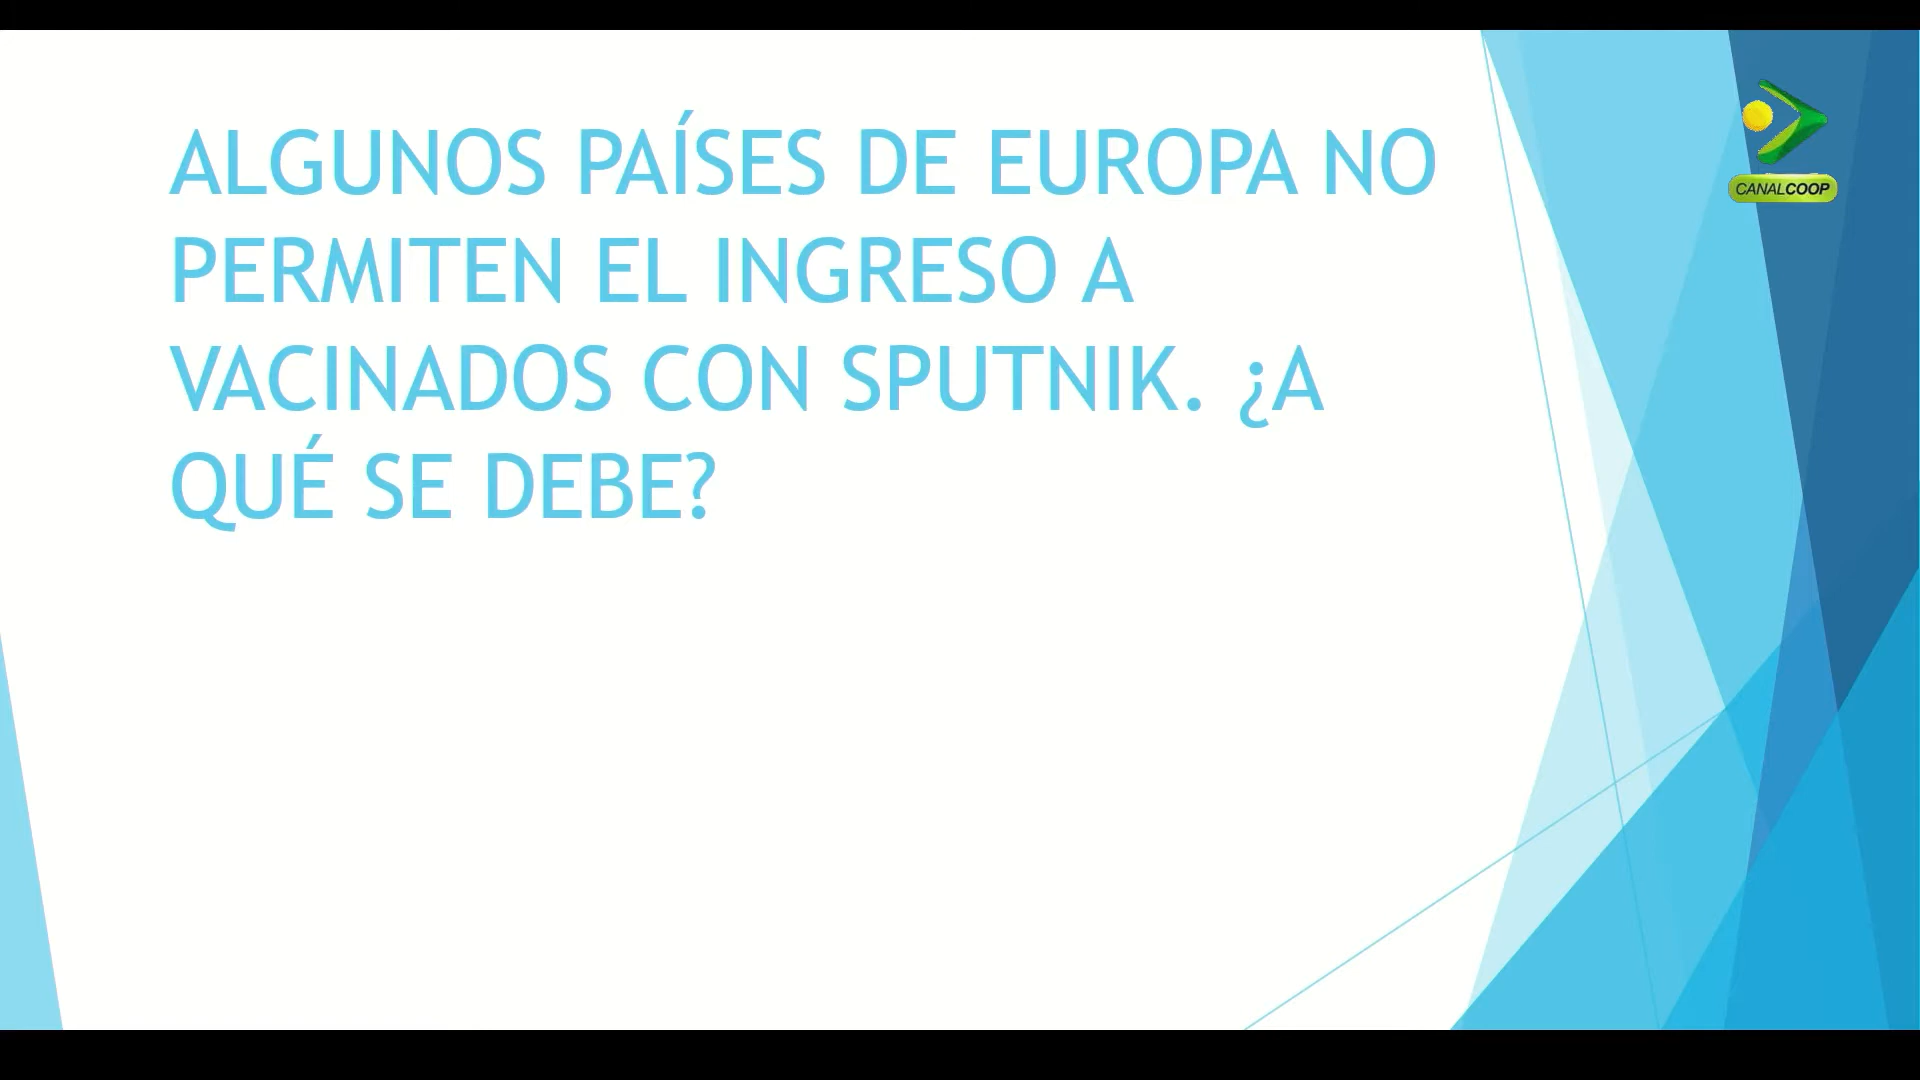 ALGUNOS PAÍSES DE EUROPA NO
PERMITEN EL INGRESO A
VACINADOS CON SPUTNIK. ¿A
QUÉ SE DEBE?
CANALCOOP